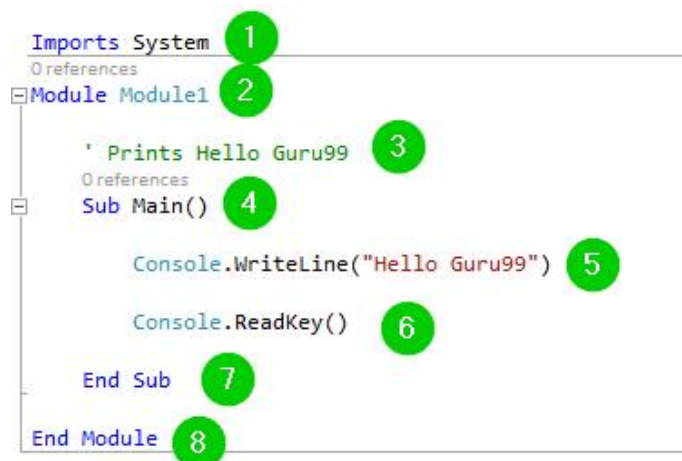 Imports System 1
0 references
Module Module1 2
' Prints Hello Guru99 3
0 references
Sub Main() 4
Console.WriteLine("Hello Guru99") 5
Console.ReadKey() 6
End Sub 7
End Module 8